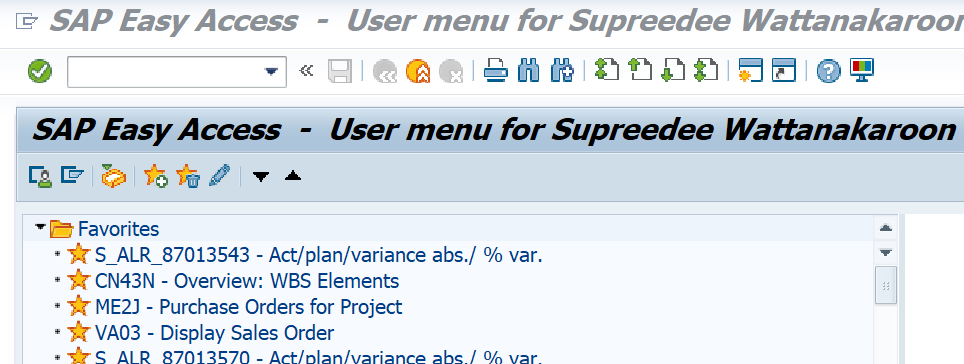 SAP Easy Access - User menu for Supreedee Wattanakaroon
SAP Easy Access - User menu for Supreedee Wattanakaroon
Favorites
S_ALR_87013543 - Act/plan/variance abs./ % var.
CN43N - Overview: WBS Elements
ME2J - Purchase Orders for Project
VA03 - Display Sales Order
S_ALR_87013570 - Act/plan/variance abs./ % var.